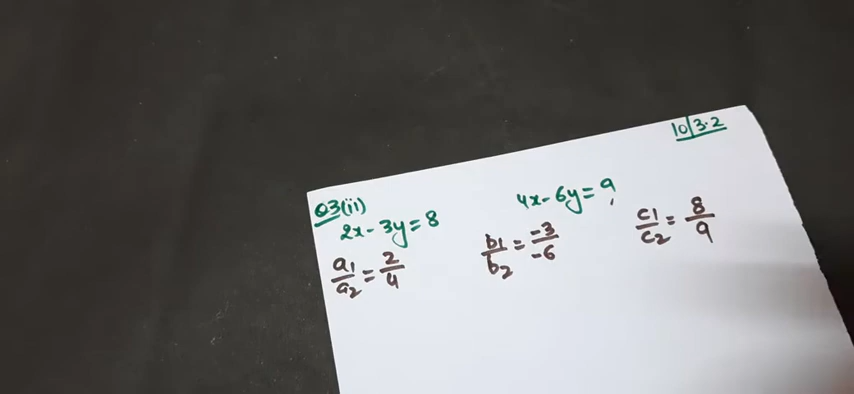 10|3.2
Q3(ii)
2x-3y=8 4x-6y=9,
a1/a2 = 2/4 b1/b2 = -3/-6 c1/c2 = 8/9